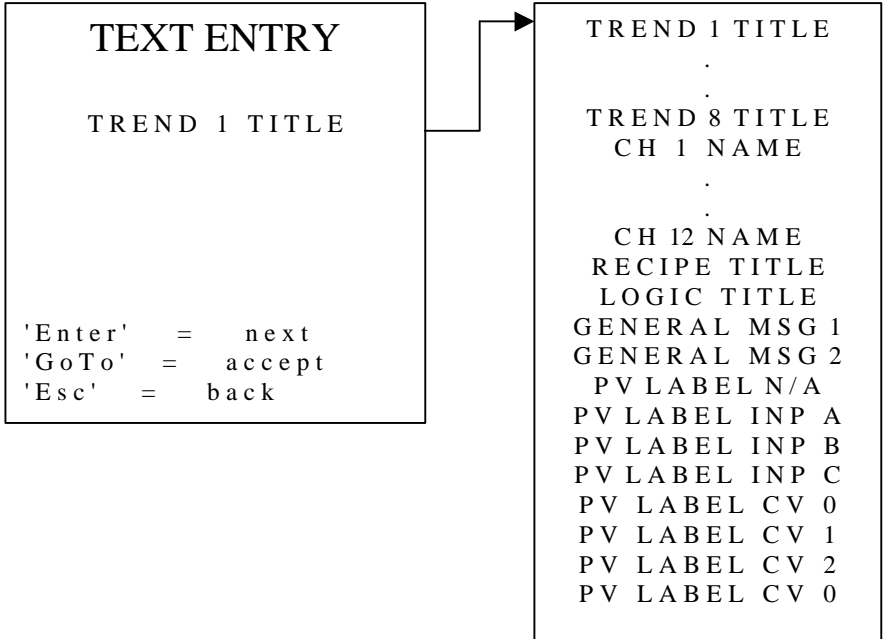 TEXT ENTRY
TREND 1 TITLE
'Enter' = next
'GoTo' = accept
'Esc' = back
TREND 1 TITLE
.
.
TREND 8 TITLE
CH 1 NAME
.
.
CH 12 NAME
RECIPE TITLE
LOGIC TITLE
GENERAL MSG 1
GENERAL MSG 2
PV LABEL N/A
PV LABEL INP A
PV LABEL INP B
PV LABEL INP C
PV LABEL CV 0
PV LABEL CV 1
PV LABEL CV 2
PV LABEL CV 0